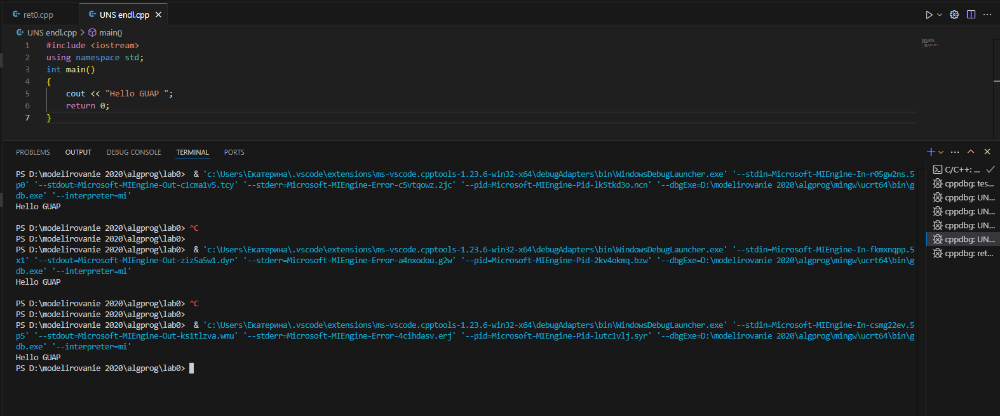 ret0.cpp
UNS endl.cpp
UNS endl.cpp > main()
1 #include <iostream>
2 using namespace std;
3 int main()
4 {
5 cout << "Hello GUAP ";
6 return 0;
7 }
PROBLEMS OUTPUT DEBUG CONSOLE TERMINAL PORTS
PS D:\modelirovanie 2020\algprog\lab0>  & 'c:\Users\Екатерина\.vscode\extensions\ms-vscode.cpptools-1.23.6-win32-x64\debugAdapters\bin\WindowsDebugLauncher.exe' '--stdin=Microsoft-MIEngine-In-r05gw2ns.5
p0' '--stdout=Microsoft-MIEngine-Out-c1cma1v5.tcy' '--stderr=Microsoft-MIEngine-Error-c5vtqowz.2jc' '--pid=Microsoft-MIEngine-Pid-lk5tkd3o.ncn' '--dbgExe=D:\modelirovanie 2020\algprog\mingw\ucrt64\bin\g
db.exe' '--interpreter=mi'
Hello GUAP
PS D:\modelirovanie 2020\algprog\lab0> ^C
PS D:\modelirovanie 2020\algprog\lab0>
PS D:\modelirovanie 2020\algprog\lab0>  & 'c:\Users\Екатерина\.vscode\extensions\ms-vscode.cpptools-1.23.6-win32-x64\debugAdapters\bin\WindowsDebugLauncher.exe' '--stdin=Microsoft-MIEngine-In-fkmxnqpp.5
x1' '--stdout=Microsoft-MIEngine-Out-ziz5a5w1.dyr' '--stderr=Microsoft-MIEngine-Error-a4nxodou.g2w' '--pid=Microsoft-MIEngine-Pid-2kv4okmq.bzw' '--dbgExe=D:\modelirovanie 2020\algprog\mingw\ucrt64\bin\g
db.exe' '--interpreter=mi'
Hello GUAP
PS D:\modelirovanie 2020\algprog\lab0> ^C
PS D:\modelirovanie 2020\algprog\lab0>
PS D:\modelirovanie 2020\algprog\lab0>  & 'c:\Users\Екатерина\.vscode\extensions\ms-vscode.cpptools-1.23.6-win32-x64\debugAdapters\bin\WindowsDebugLauncher.exe' '--stdin=Microsoft-MIEngine-In-csmg22ev.5
p5' '--stdout=Microsoft-MIEngine-Out-ks1tlzva.wmu' '--stderr=Microsoft-MIEngine-Error-4cihdasv.erj' '--pid=Microsoft-MIEngine-Pid-lutc1vlj.syr' '--dbgExe=D:\modelirovanie 2020\algprog\mingw\ucrt64\bin\g
db.exe' '--interpreter=mi'
Hello GUAP
PS D:\modelirovanie 2020\algprog\lab0>
C/C++: ...
cppdbg: tes...
cppdbg: UN...
cppdbg: UN...
cppdbg: UN...
cppdbg: UN...
cppdbg: ret...